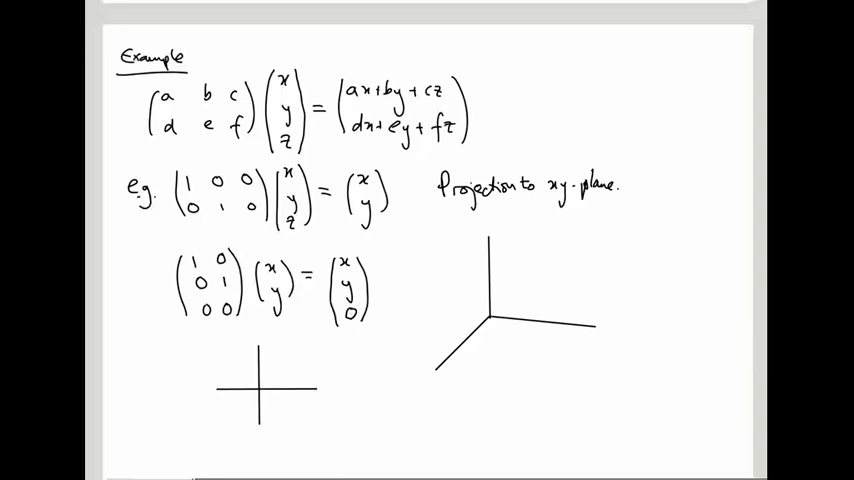 Example
(a b c / d e f) (x / y / z) = (ax+by+cz / dx+ey+fz)
e.g. (1 0 0 / 0 1 0) (x / y / z) = (x / y) Projection to xy-plane.
(1 0 / 0 1 / 0 0) (x / y) = (x / y / 0)